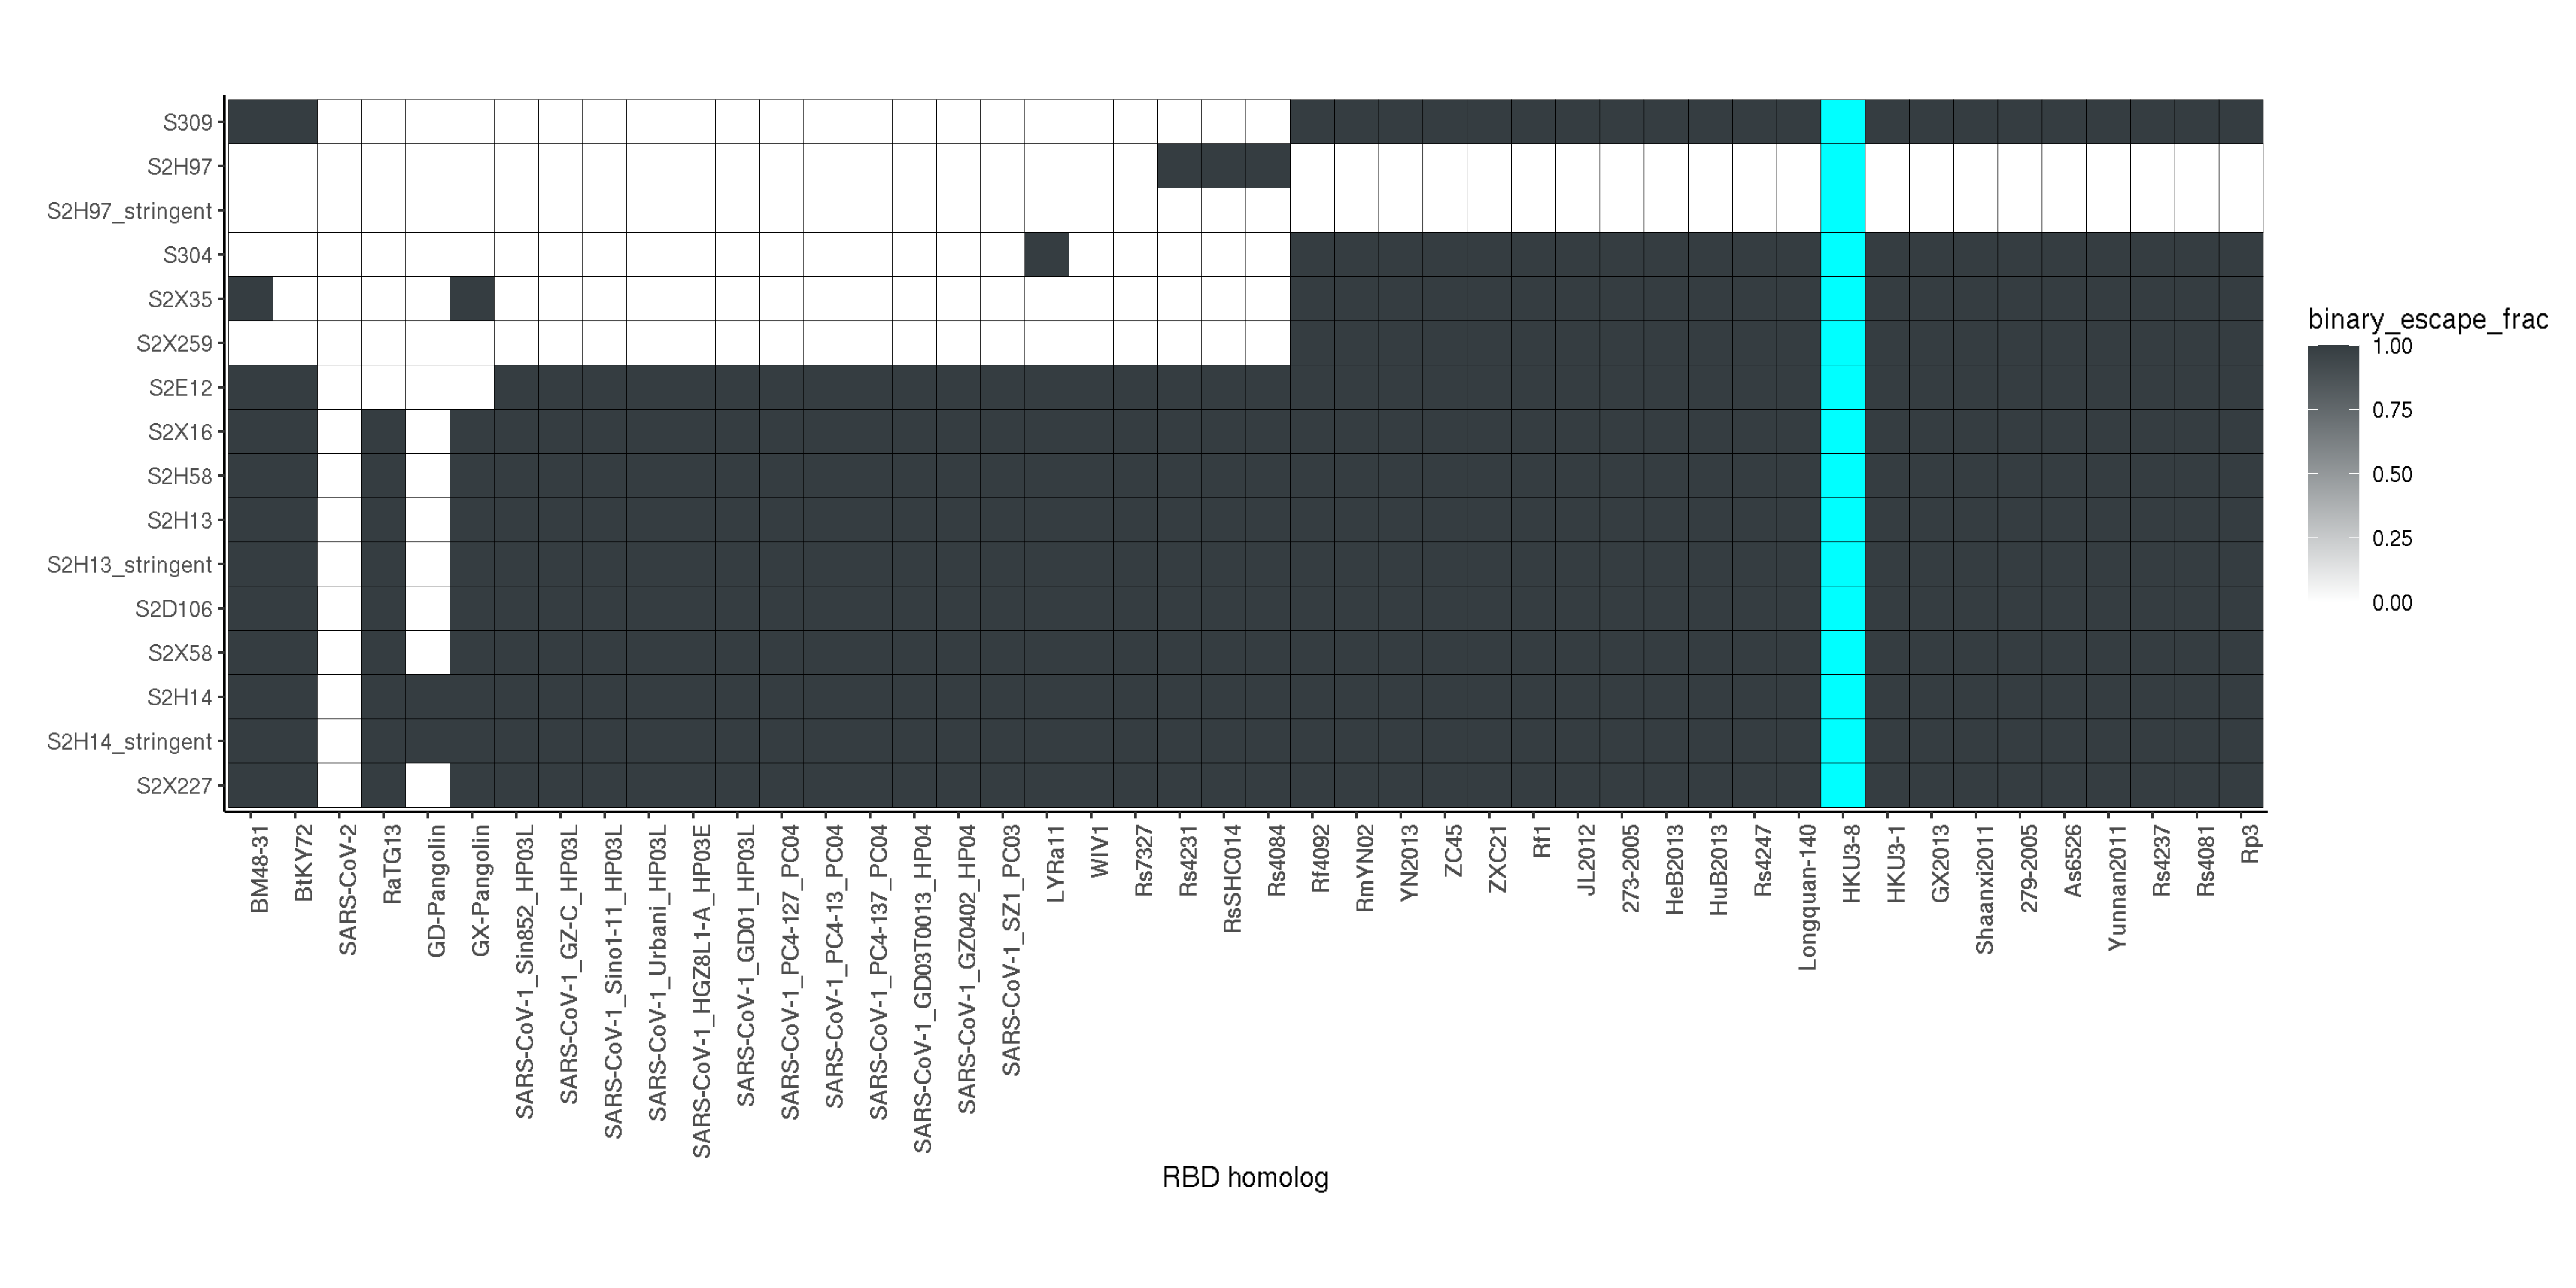 S309
S2H97
S2H97_stringent
S304
S2X35
S2X259
S2E12
S2X16
S2H58
S2H13
S2H13_stringent
S2D106
S2X58
S2H14
S2H14_stringent
S2X227
BM48-31
BtKY72
SARS-CoV-2
RaTG13
GD-Pangolin
GX-Pangolin
SARS-CoV-1_Sin852_HP03L
SARS-CoV-1_GZ-C_HP03L
SARS-CoV-1_Sino1-11_HP03L
SARS-CoV-1_Urbani_HP03L
SARS-CoV-1_HGZ8L1-A_HP03E
SARS-CoV-1_GD01_HP03L
SARS-CoV-1_PC4-127_PC04
SARS-CoV-1_PC4-13_PC04
SARS-CoV-1_PC4-137_PC04
SARS-CoV-1_GD03T0013_HP04
SARS-CoV-1_GZ0402_HP04
SARS-CoV-1_SZ1_PC03
LYRa11
WIV1
Rs7327
Rs4231
RsSHC014
Rs4084
Rf4092
RmYN02
YN2013
ZC45
ZXC21
Rf1
JL2012
273-2005
HeB2013
HuB2013
Rs4247
Longquan-140
HKU3-8
HKU3-1
GX2013
Shaanxi2011
279-2005
As6526
Yunnan2011
Rs4237
Rs4081
Rp3
RBD homolog
binary_escape_frac
1.00
0.75
0.50
0.25
0.00